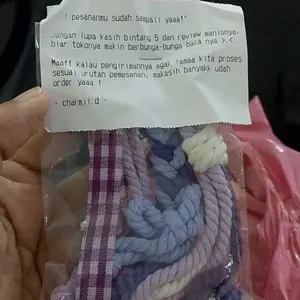 !! pesananmu sudah sampaii yaaa!"
Jangan lupa kasih bintang 5 dan review manisnya,
biar tokonya makin berbunga-bunga baca nya >.<
Maaff kalau pengirimannya agak lamaa kita proses
sesuai urutan pemesanan, makasih banyakk udah
order yaaa !
- charmii.d -